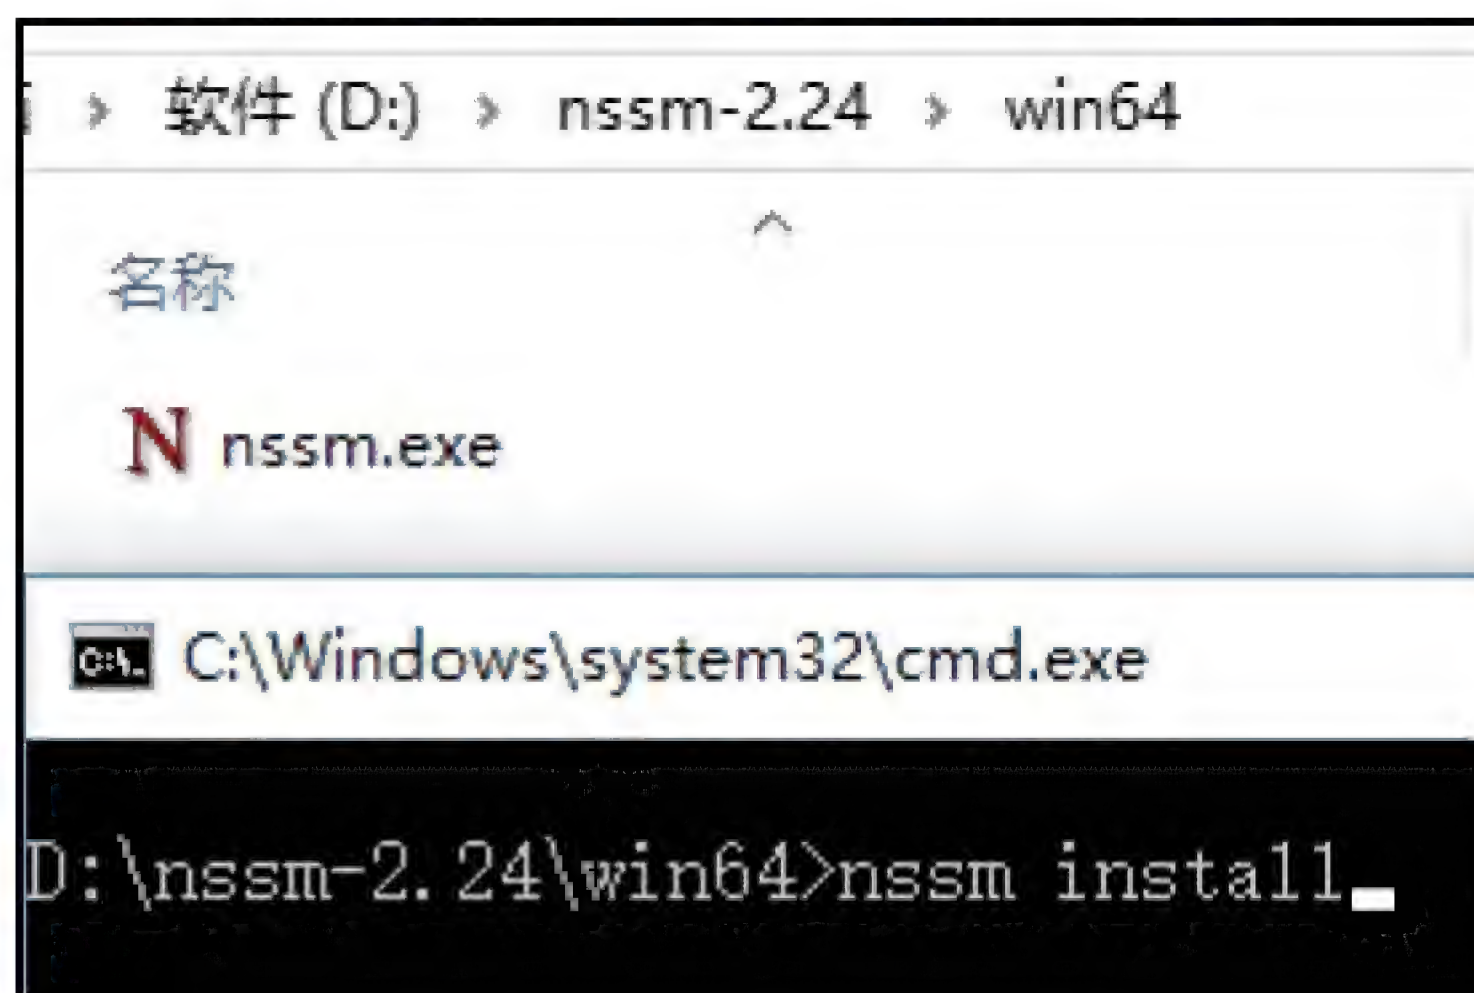 软件 (D:) › nssm-2.24 › win64
名称
nssm.exe
C:\Windows\system32\cmd.exe
D:\nssm-2.24\win64>nssm install